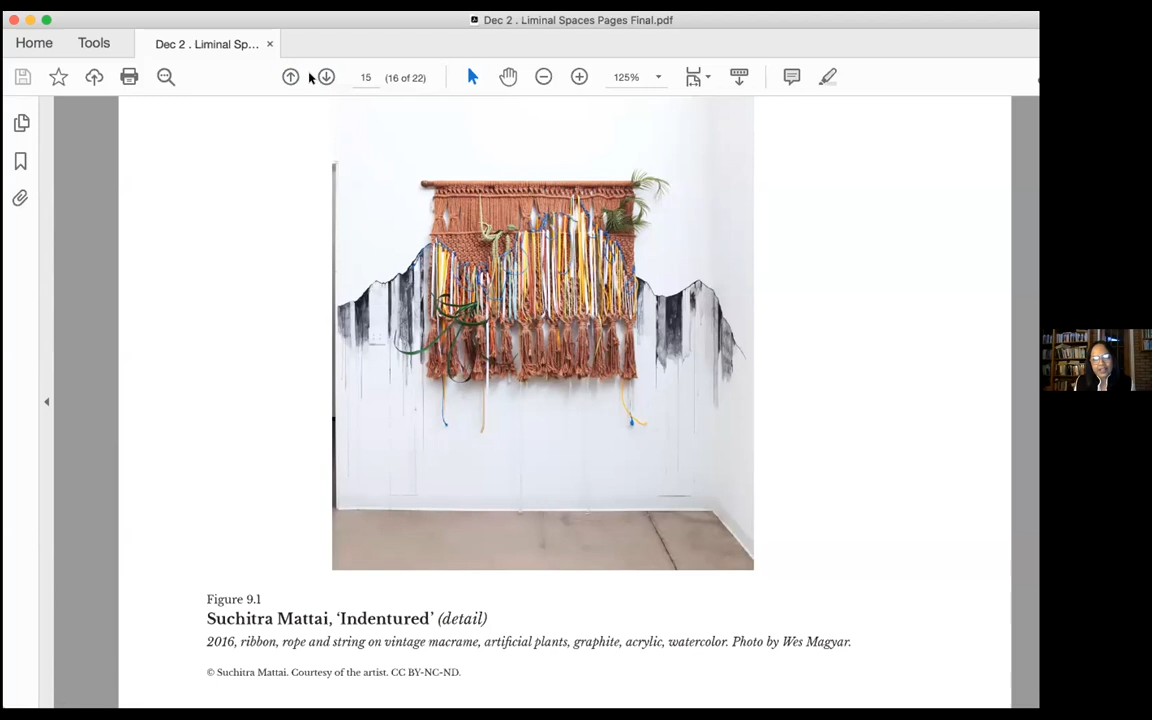 Dec 2 . Liminal Spaces Pages Final.pdf
Home Tools Dec 2 . Liminal Sp... ×
15 (16 of 22) 125%
Figure 9.1
Suchitra Mattai, ‘Indentured’ (detail)
2016, ribbon, rope and string on vintage macrame, artificial plants, graphite, acrylic, watercolor. Photo by Wes Magyar.
© Suchitra Mattai. Courtesy of the artist. CC BY-NC-ND.